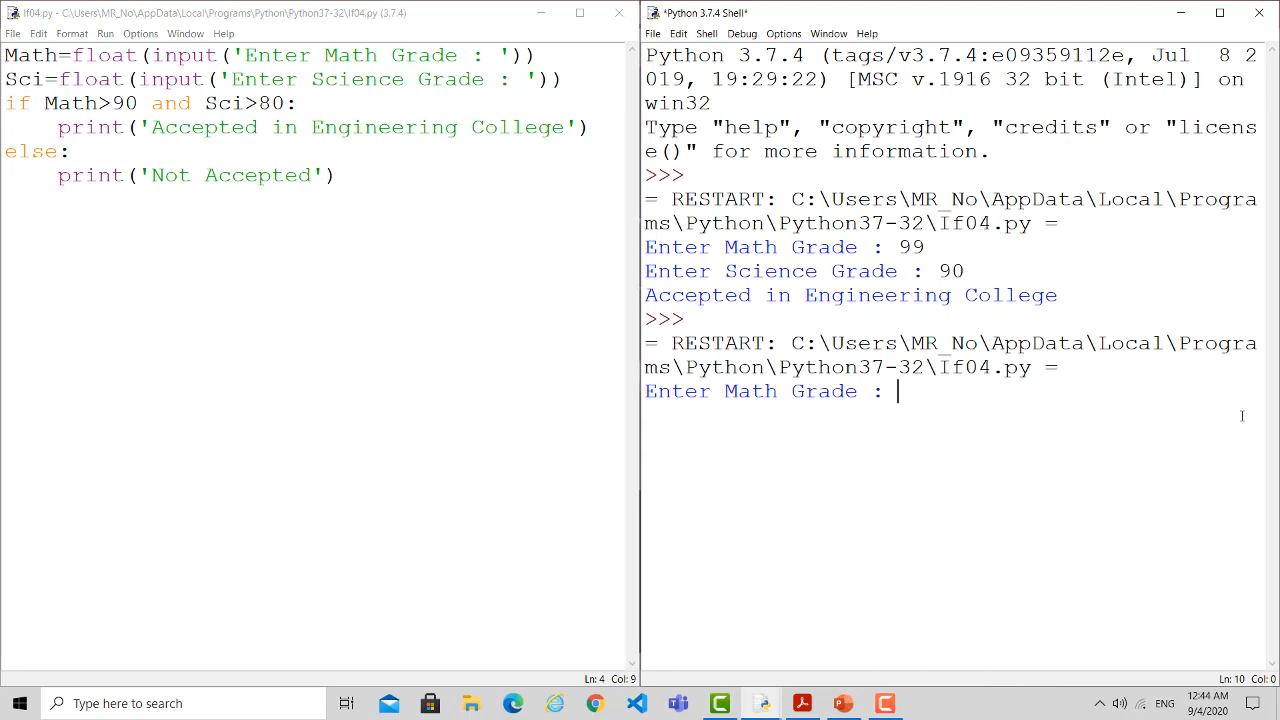 If04.py - C:\Users\MR_No\AppData\Local\Programs\Python\Python37-32\If04.py (3.7.4)
File Edit Format Run Options Window Help
Math=float(input('Enter Math Grade : '))
Sci=float(input('Enter Science Grade : '))
if Math>90 and Sci>80:
    print('Accepted in Engineering College')
else:
    print('Not Accepted')
Ln: 4 Col: 9
*Python 3.7.4 Shell*
File Edit Shell Debug Options Window Help
Python 3.7.4 (tags/v3.7.4:e09359112e, Jul  8 2
019, 19:29:22) [MSC v.1916 32 bit (Intel)] on
win32
Type "help", "copyright", "credits" or "licens
e()" for more information.
>>>
= RESTART: C:\Users\MR_No\AppData\Local\Progra
ms\Python\Python37-32\If04.py =
Enter Math Grade : 99
Enter Science Grade : 90
Accepted in Engineering College
>>>
= RESTART: C:\Users\MR_No\AppData\Local\Progra
ms\Python\Python37-32\If04.py =
Enter Math Grade :
Ln: 10 Col: 0
Type here to search
ENG
12:44 AM
9/4/2020